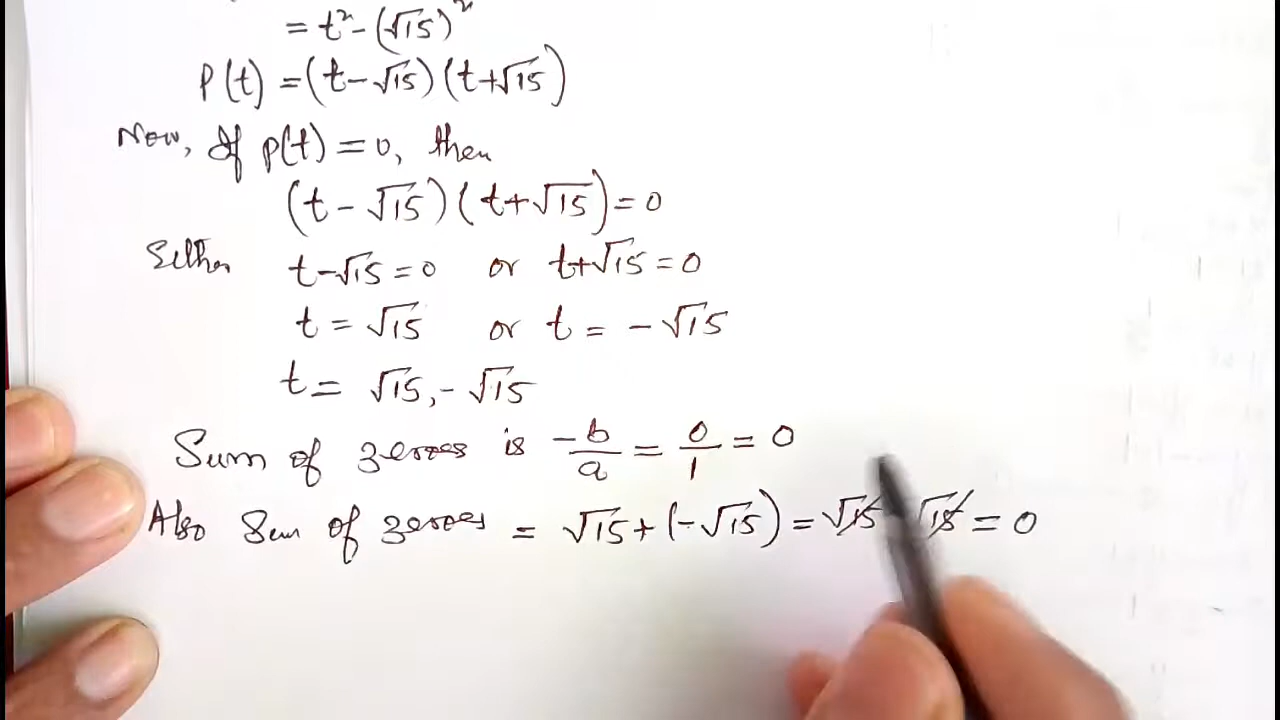 = t² - (√15)²
P(t) = (t - √15)(t + √15)
Now, If p(t) = 0, then
(t - √15)(t + √15) = 0
Either t - √15 = 0 or t + √15 = 0
t = √15 or t = - √15
t = √15, - √15
Sum of zeroes is -b/a = 0/1 = 0
Also Sum of zeroes = √15 + (-√15) = √15 √15 = 0